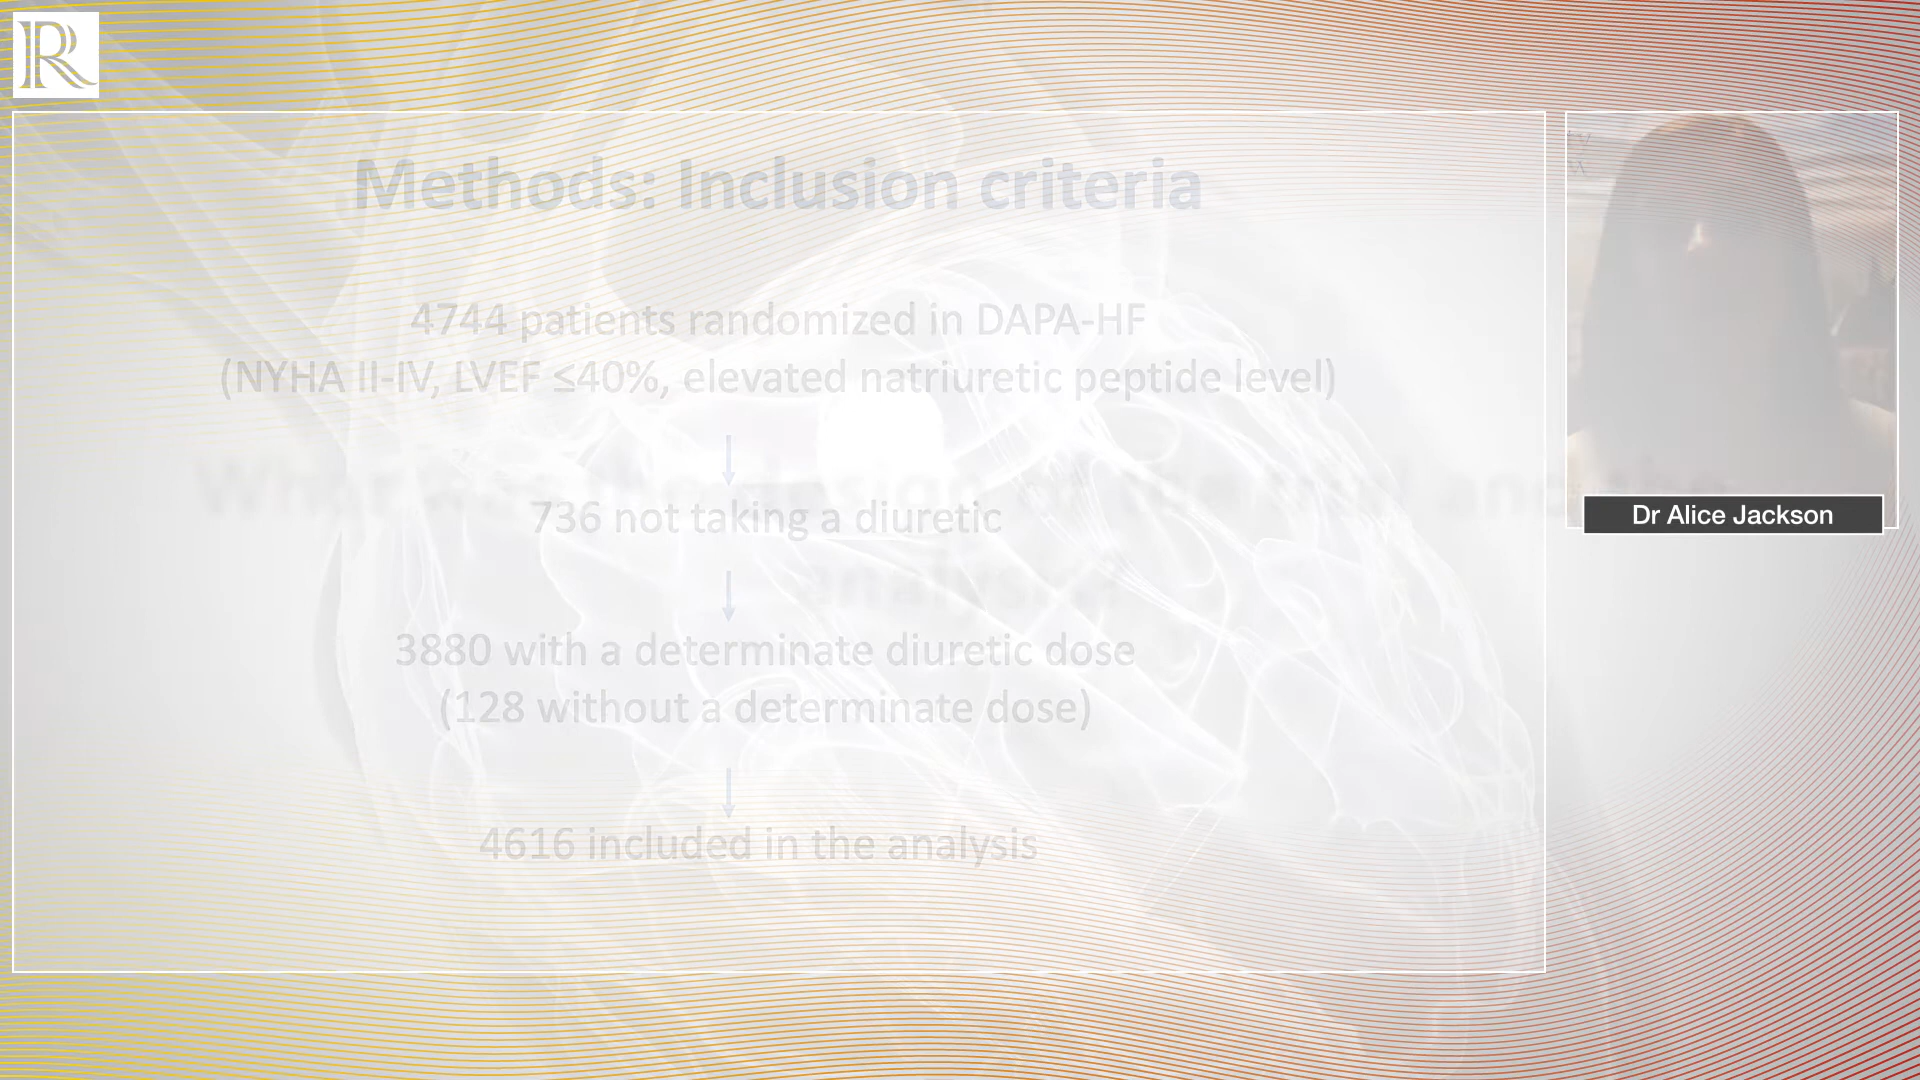 R
Methods: Inclusion criteria
4744 patients randomized in DAPA-HF
(NYHA II-IV, LVEF ≤40%, elevated natriuretic peptide level)
736 not taking a diuretic
3880 with a determinate diuretic dose
(128 without a determinate dose)
4616 included in the analysis
Dr Alice Jackson